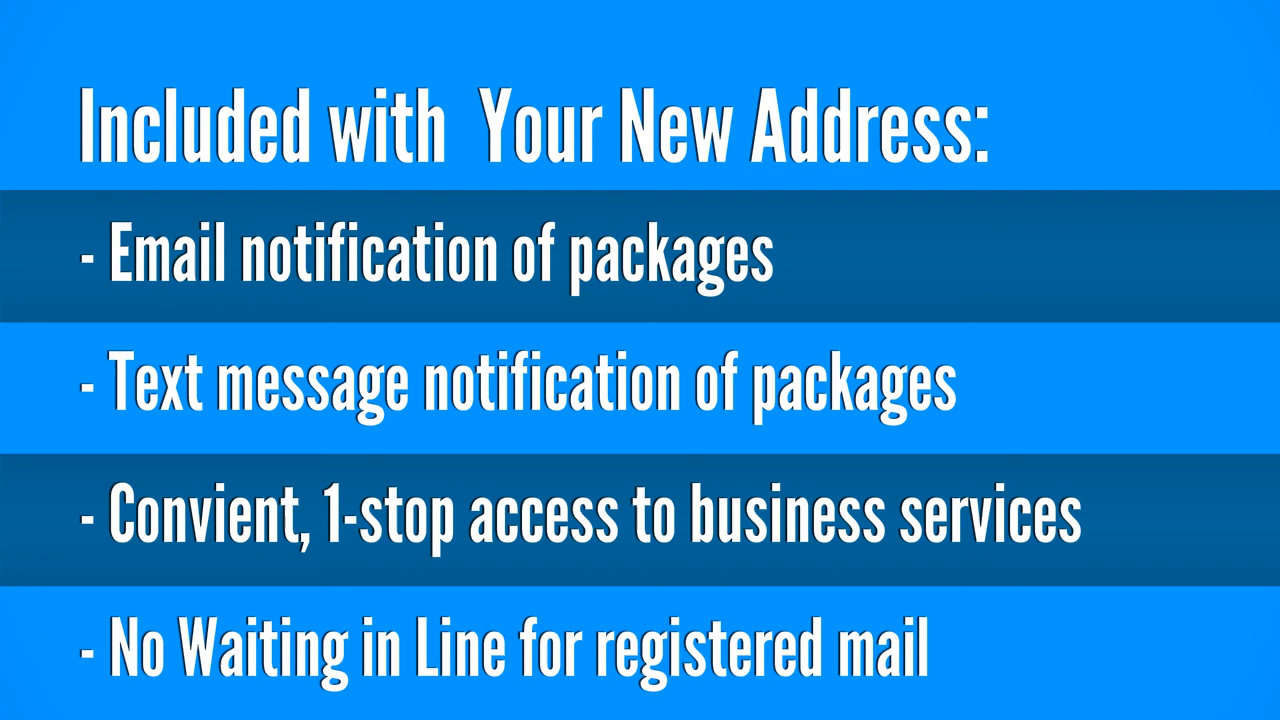 Included with  Your New Address:
- Email notification of packages
- Text message notification of packages
- Convient, 1-stop access to business services
- No Waiting in Line for registered mail